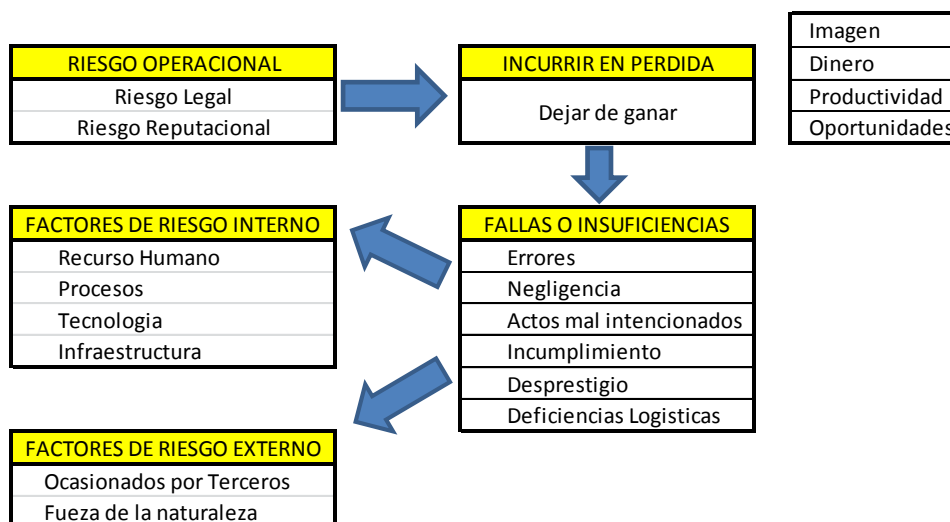 RIESGO OPERACIONAL
Riesgo Legal
Riesgo Reputacional
INCURRIR EN PERDIDA
Dejar de ganar
Imagen
Dinero
Productividad
Oportunidades
FACTORES DE RIESGO INTERNO
Recurso Humano
Procesos
Tecnologia
Infraestructura
FALLAS O INSUFICIENCIAS
Errores
Negligencia
Actos mal intencionados
Incumplimiento
Desprestigio
Deficiencias Logisticas
FACTORES DE RIESGO EXTERNO
Ocasionados por Terceros
Fueza de la naturaleza